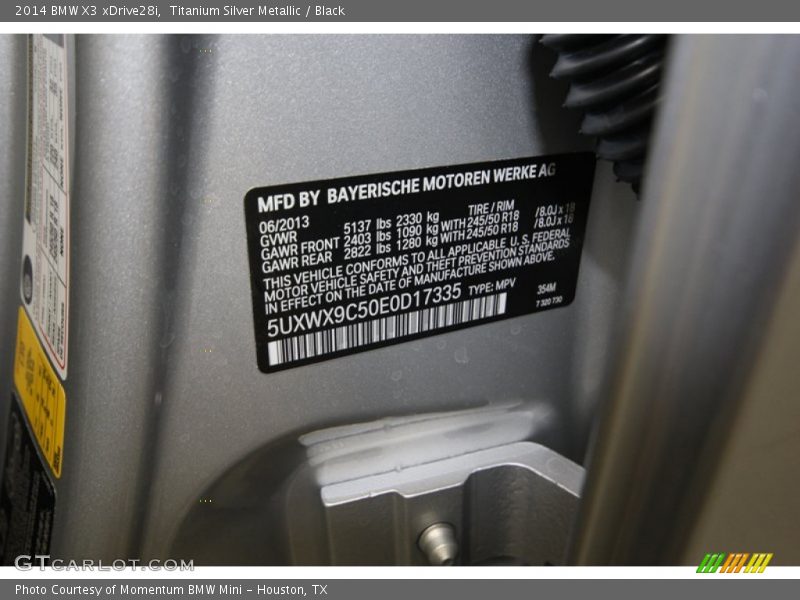 2014 BMW X3 xDrive28i, Titanium Silver Metallic / Black
MFD BY BAYERISCHE MOTOREN WERKE AG
06/2013 TIRE / RIM
GVWR 5137 lbs 2330 kg
GAWR FRONT 2403 lbs 1090 kg WITH 245/50 R18 /8.0J x 18
GAWR REAR 2822 lbs 1280 kg WITH 245/50 R18 /8.0J x 18
THIS VEHICLE CONFORMS TO ALL APPLICABLE U.S. FEDERAL
MOTOR VEHICLE SAFETY AND THEFT PREVENTION STANDARDS
IN EFFECT ON THE DATE OF MANUFACTURE SHOWN ABOVE.
5UXWX9C50E0D17335 TYPE: MPV 354M
7 320 730
GTCARLOT.COM
Photo Courtesy of Momentum BMW Mini - Houston, TX